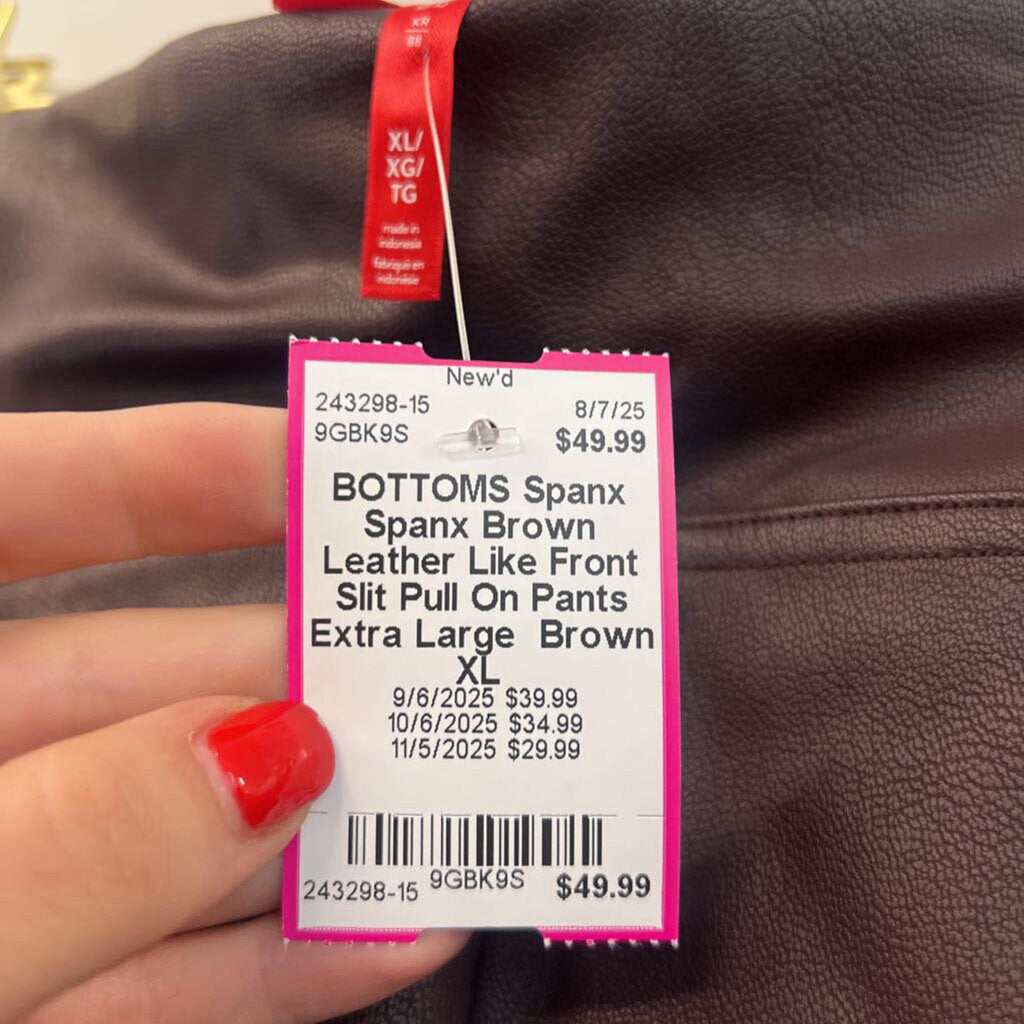 KR
88
XL/
XG/
TG
made in
indonesia
fabriqué en
indonésie
New'd
243298-15 8/7/25
9GBK9S $49.99
BOTTOMS Spanx
Spanx Brown
Leather Like Front
Slit Pull On Pants
Extra Large Brown
XL
9/6/2025 $39.99
10/6/2025 $34.99
11/5/2025 $29.99
243298-15 9GBK9S $49.99